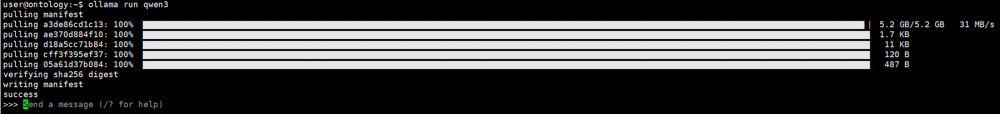 user@ontology:~$ ollama run qwen3
pulling manifest
pulling a3de86cd1c13: 100% 5.2 GB/5.2 GB 31 MB/s
pulling ae370d884f10: 100% 1.7 KB
pulling d18a5cc71b84: 100% 11 KB
pulling cff3f395ef37: 100% 120 B
pulling 05a61d37b084: 100% 487 B
verifying sha256 digest
writing manifest
success
>>> Send a message (/? for help)